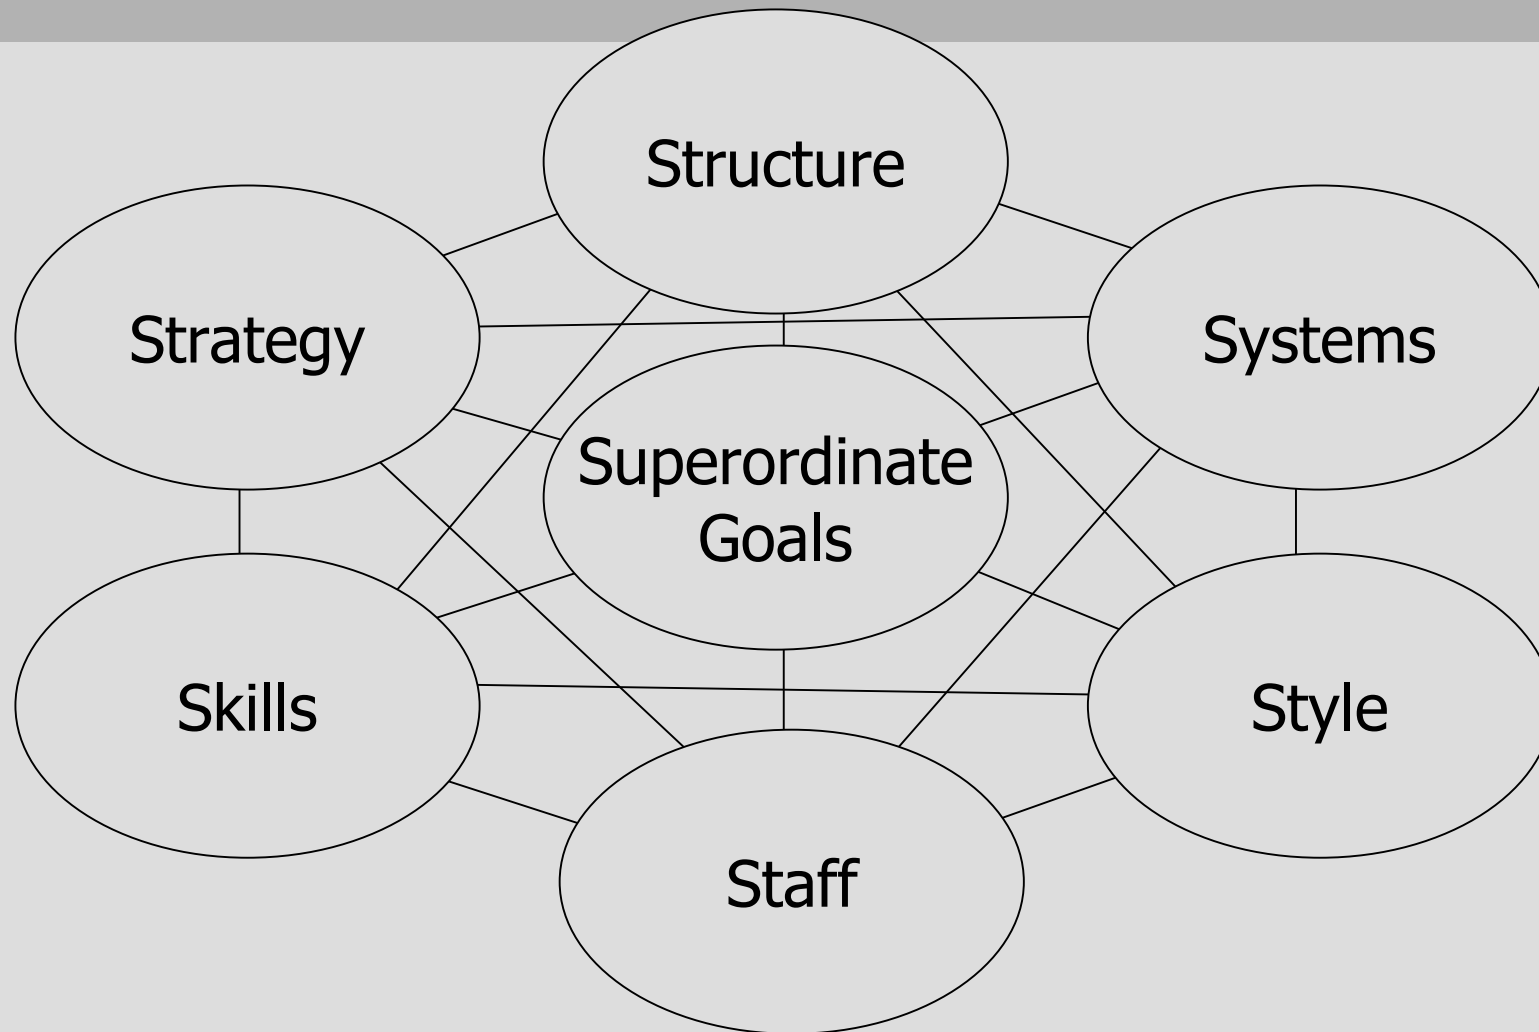 Structure
Strategy
Systems
Superordinate
Goals
Skills
Style
Staff